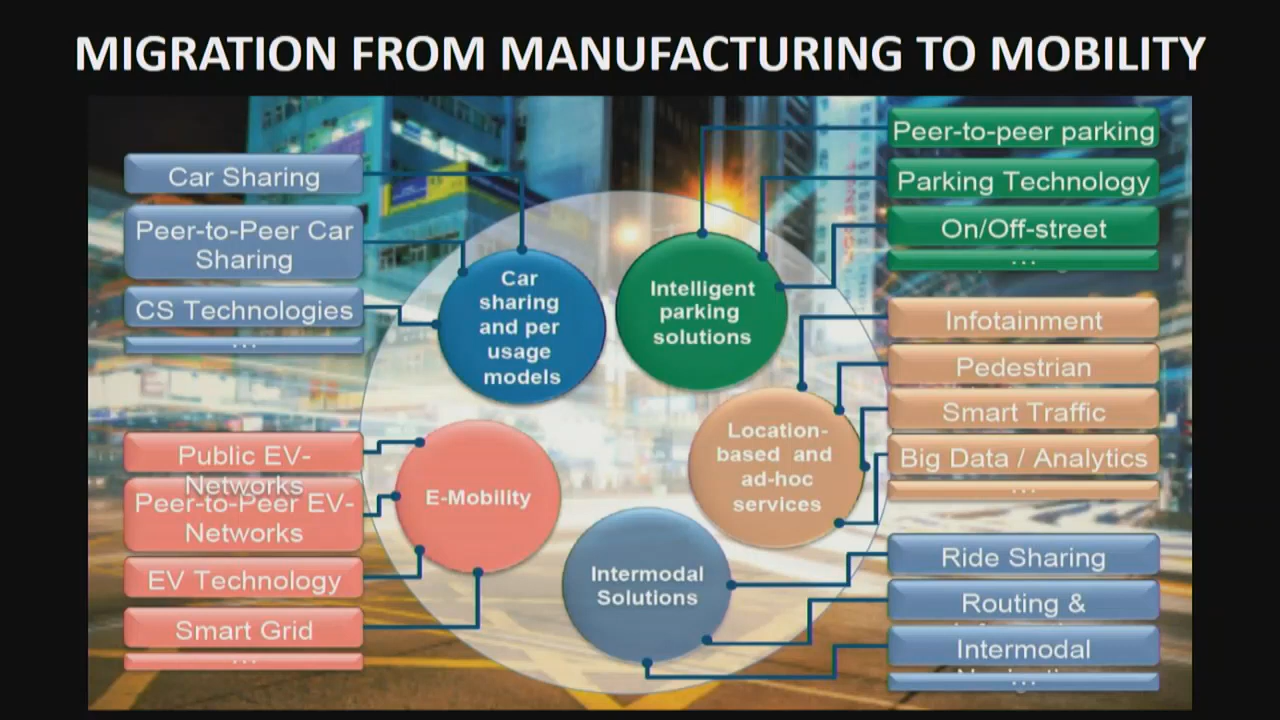 MIGRATION FROM MANUFACTURING TO MOBILITY
Car Sharing
Peer-to-Peer Car
Sharing
CS Technologies
...
Car
sharing
and per
usage
models
Intelligent
parking
solutions
Peer-to-peer parking
Parking Technology
On/Off-street
...
Infotainment
Pedestrian
Smart Traffic
Big Data / Analytics
...
Location-
based and
ad-hoc
services
Public EV-
Networks
Peer-to-Peer EV-
Networks
EV Technology
Smart Grid
...
E-Mobility
Intermodal
Solutions
Ride Sharing
Routing &
Intermodal
...